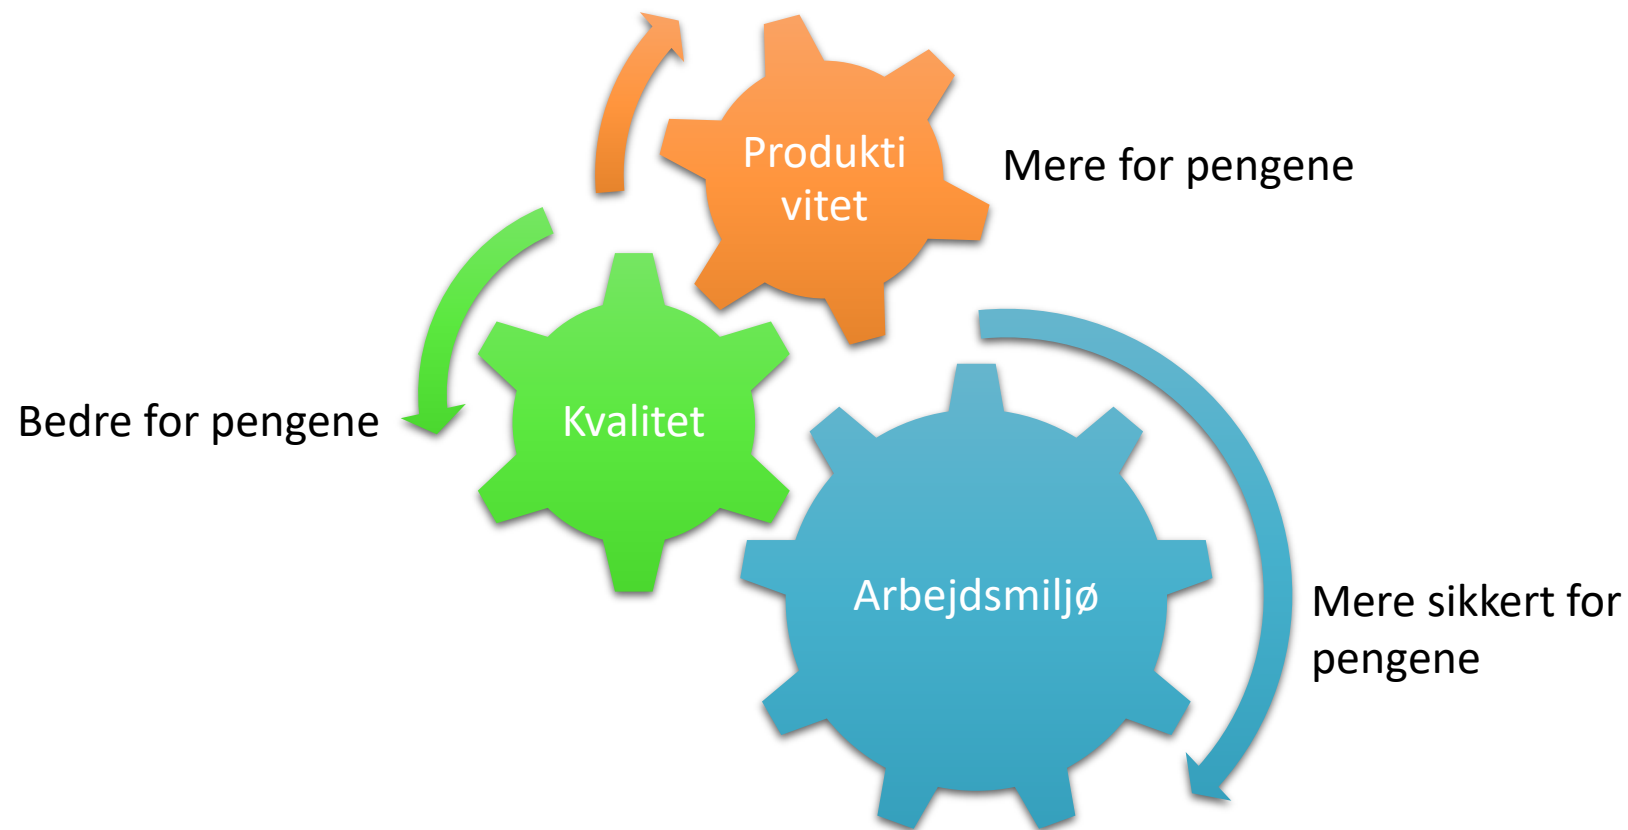 Produkti
vitet
Mere for pengene
Bedre for pengene
Kvalitet
Arbejdsmiljø
Mere sikkert for
pengene